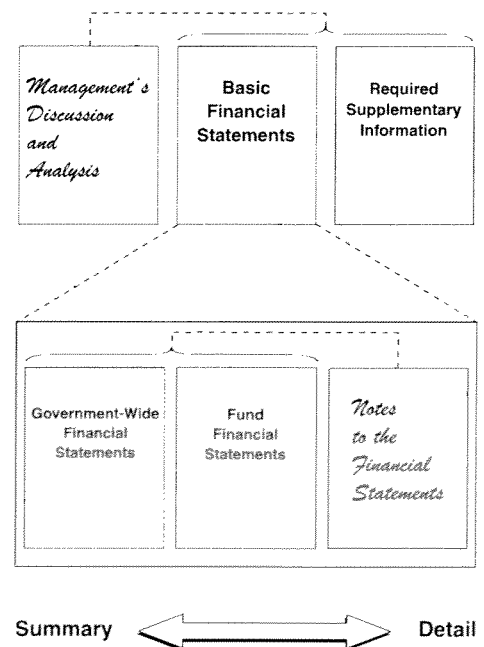 Management's
Discussion
and
Analysis
Basic
Financial
Statements
Required
Supplementary
Information
Government-Wide
Financial
Statements
Fund
Financial
Statements
Notes
to the
Financial
Statements
Summary
Detail